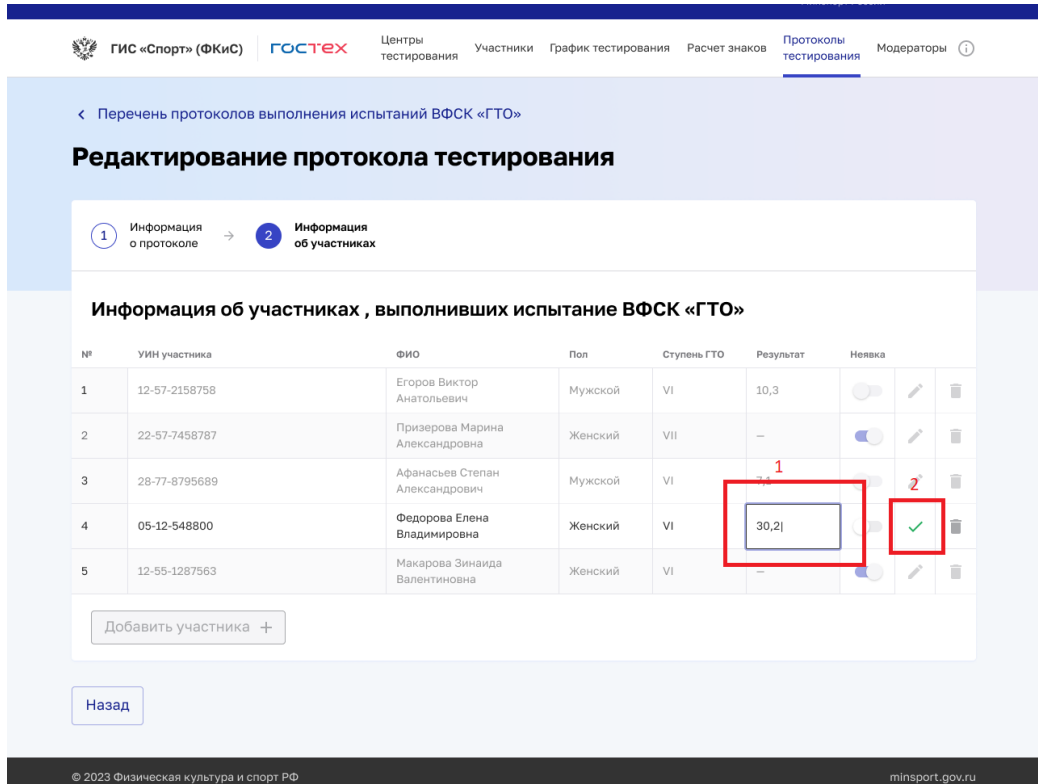 ГИС «Спорт» (ФКиС)
ГОСТЕХ
Центры
тестирования
Участники
График тестирования
Расчет знаков
Протоколы
тестирования
Модераторы
Перечень протоколов выполнения испытаний ВФСК «ГТО»
Редактирование протокола тестирования
1
Информация
о протоколе
→
2
Информация
об участниках
Информация об участниках , выполнивших испытание ВФСК «ГТО»
№ УИН участника ФИО Пол Ступень ГТО Результат Неявка
1 12-57-2158758 Егоров Виктор Анатольевич Мужской VI 10,3
2 22-57-7458787 Призерова Марина Александровна Женский VII –
1
3 28-77-8795689 Афанасьев Степан Александрович Мужской VI 7,1
2
4 05-12-548800 Федорова Елена Владимировна Женский VI 30,2
5 12-55-1287563 Макарова Зинаида Валентиновна Женский VI –
Добавить участника +
Назад
© 2023 Физическая культура и спорт РФ
minsport.gov.ru